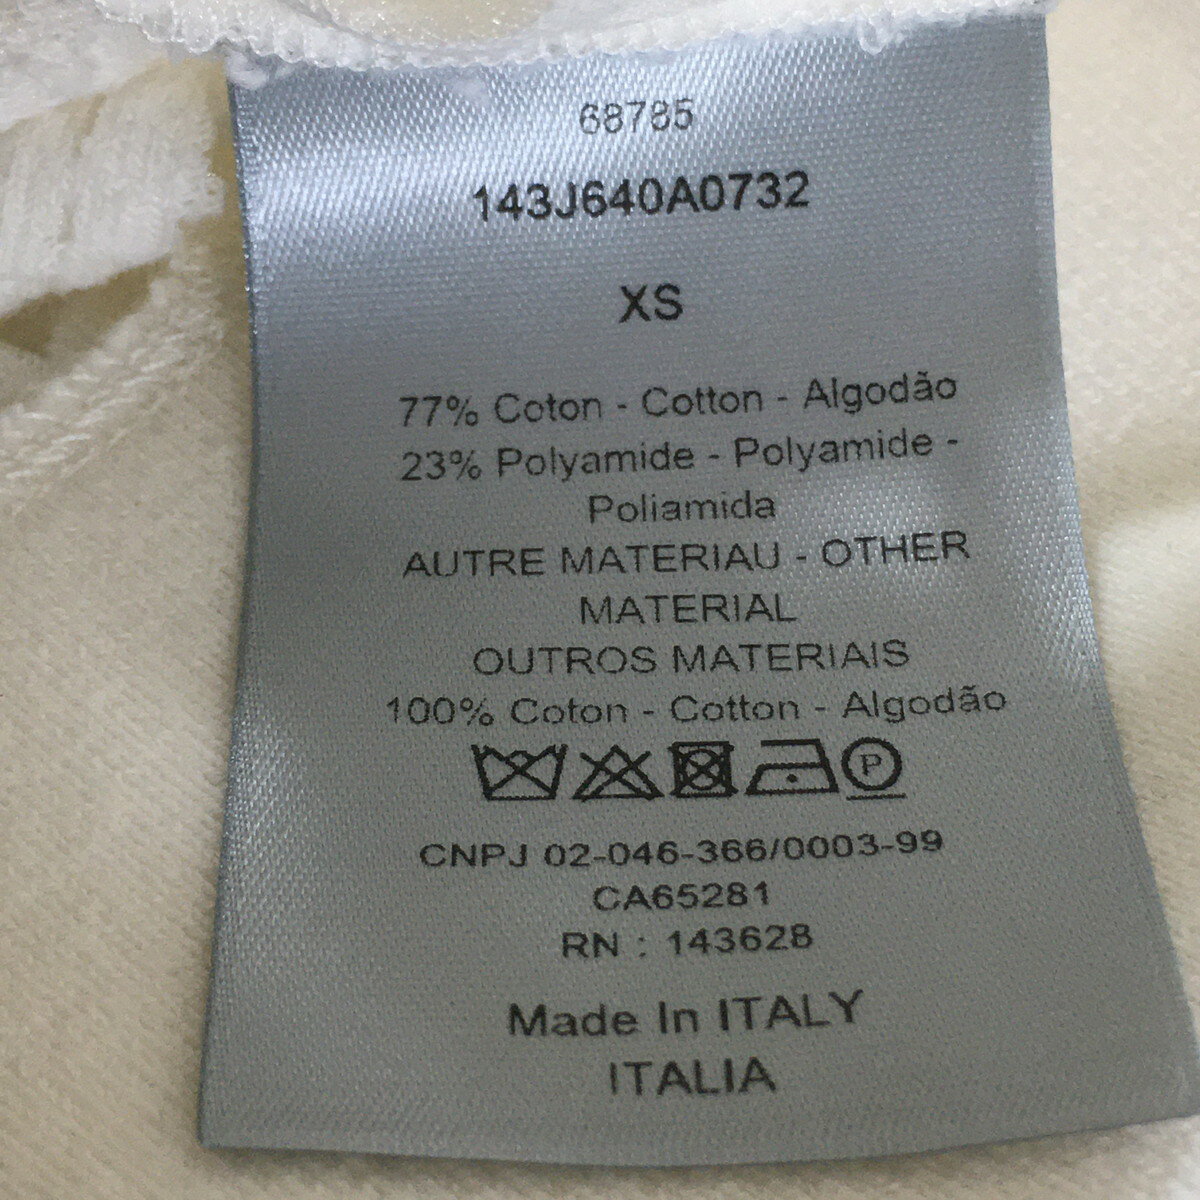 68785
143J640A0732
XS
77% Coton - Cotton - Algodão
23% Polyamide - Polyamide -
Poliamida
AUTRE MATERIAU - OTHER
MATERIAL
OUTROS MATERIAIS
100% Coton - Cotton - Algodão
P
CNPJ 02-046-366/0003-99
CA65281
RN : 143628
Made In ITALY
ITALIA